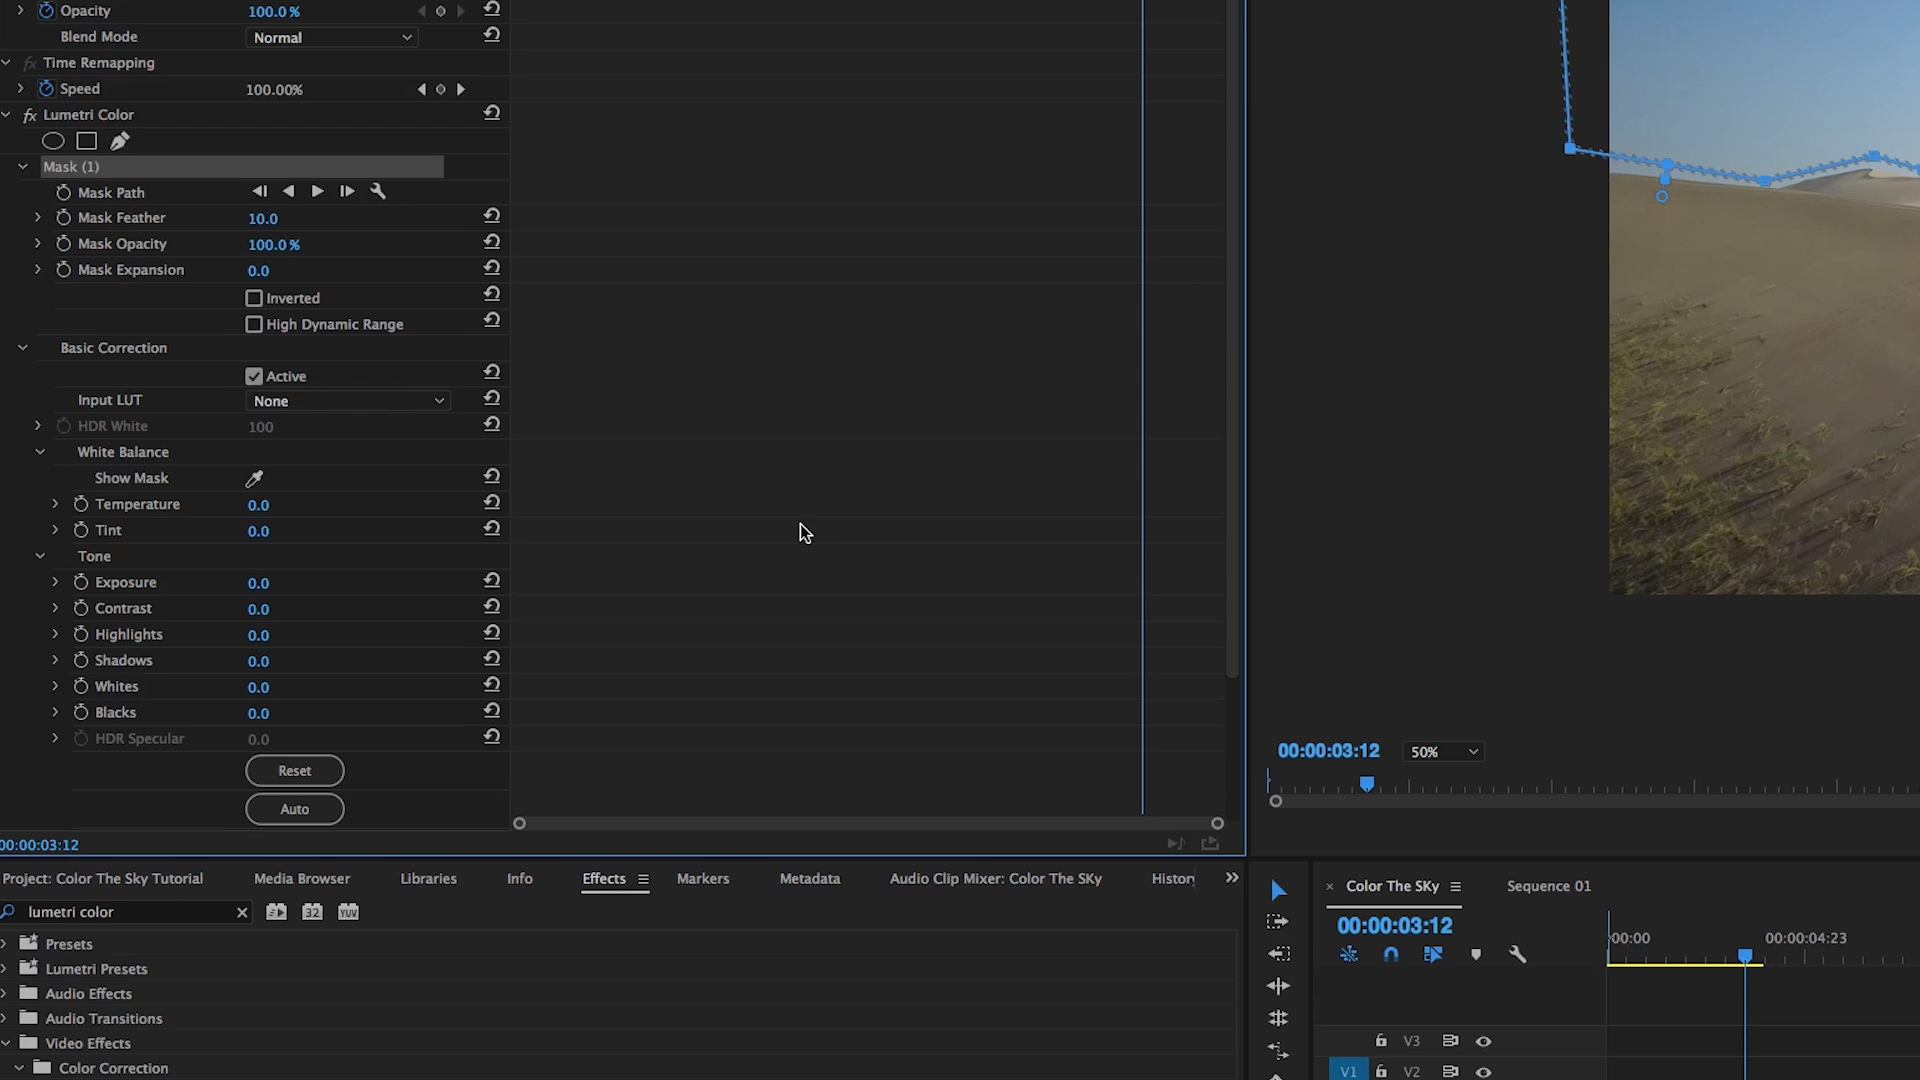 Opacity 100.0%
Blend Mode Normal
fx Time Remapping
Speed 100.00%
fx Lumetri Color
Mask (1)
Mask Path
Mask Feather 10.0
Mask Opacity 100.0%
Mask Expansion 0.0
Inverted
High Dynamic Range
Basic Correction
Active
Input LUT None
HDR White 100
White Balance
Show Mask
Temperature 0.0
Tint 0.0
Tone
Exposure 0.0
Contrast 0.0
Highlights 0.0
Shadows 0.0
Whites 0.0
Blacks 0.0
HDR Specular 0.0
Reset
Auto
00:00:03:12
00:00:03:12 50%
Project: Color The Sky Tutorial Media Browser Libraries Info Effects Markers Metadata Audio Clip Mixer: Color The SKy History
lumetri color 32 YUV
Presets
Lumetri Presets
Audio Effects
Audio Transitions
Video Effects
Color Correction
× Color The SKy Sequence 01
00:00:03:12
:00:00 00:00:04:23
V3
V1 V2